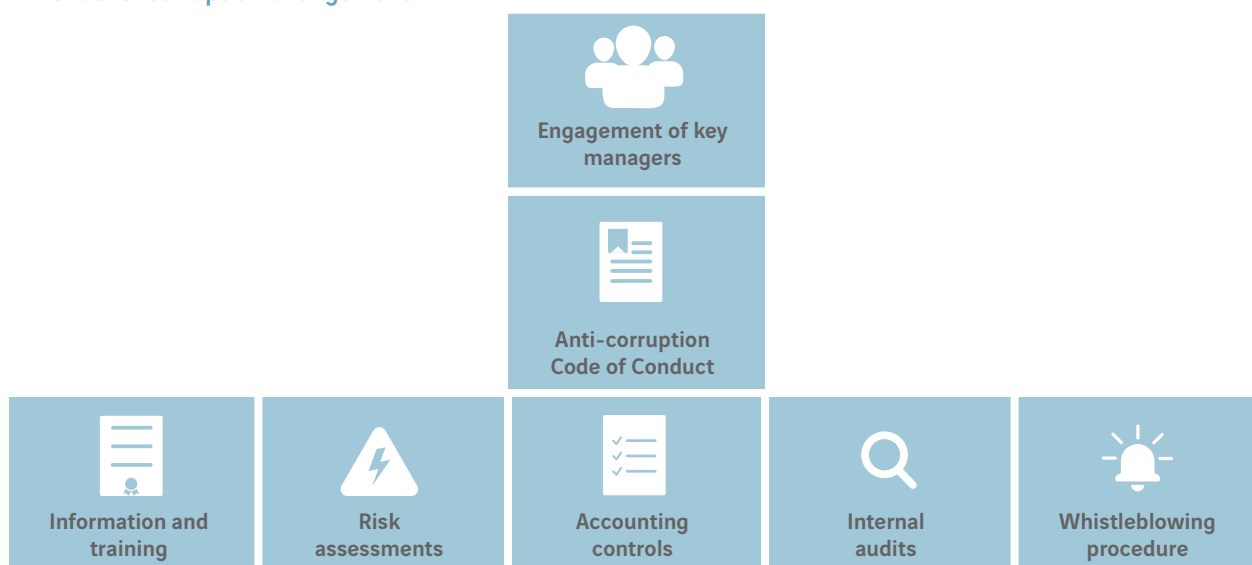 Engagement of key
managers
Anti-corruption
Code of Conduct
Information and
training
Risk
assessments
Accounting
controls
Internal
audits
Whistleblowing
procedure